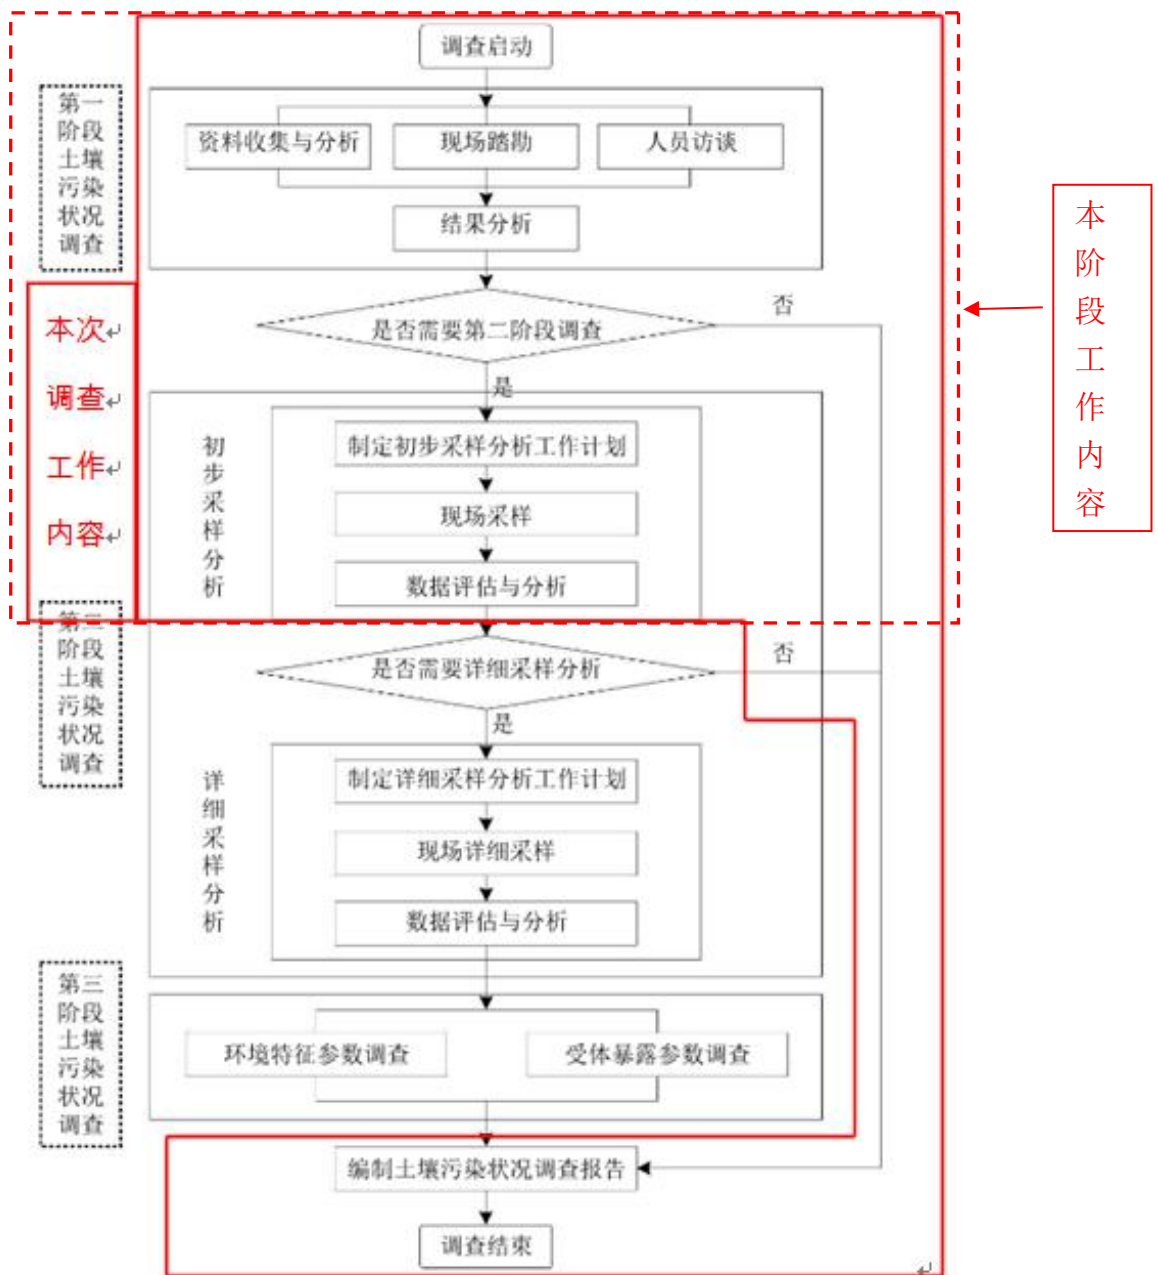 调查启动
第一
阶段
土壤
污染
状况
调查
资料收集与分析
现场踏勘
人员访谈
结果分析
是否需要第二阶段调查
否
是
本次
调查
工作
内容
本
阶
段
工
作
内
容
初
步
采
样
分
析
制定初步采样分析工作计划
现场采样
数据评估与分析
第二
阶段
土壤
污染
状况
调查
是否需要详细采样分析
否
是
详
细
采
样
分
析
制定详细采样分析工作计划
现场详细采样
数据评估与分析
第三
阶段
土壤
污染
状况
调查
环境特征参数调查
受体暴露参数调查
编制土壤污染状况调查报告
调查结束